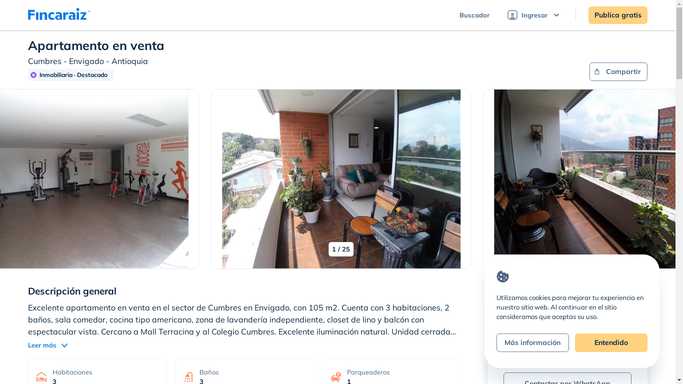 Fincaraiz
Buscador
Ingresar
Publica gratis
Apartamento en venta
Cumbres - Envigado - Antioquia
Inmobiliaria · Destacado
Compartir
GYM
1 / 25
Descripción general
Excelente apartamento en venta en el sector de Cumbres en Envigado, con 105 m2. Cuenta con 3 habitaciones, 2
baños, sala comedor, cocina tipo americano, zona de lavandería independiente, closet de lino y balcón con
espectacular vista. Cercano a Mall Terracina y al Colegio Cumbres. Excelente iluminación natural. Unidad cerrada...
Leer más
Habitaciones
3
Baños
3
Parqueaderos
1
Utilizamos cookies para mejorar tu experiencia en
nuestro sitio web. Al continuar en el sitio
consideramos que aceptas su uso.
Más información
Entendido
Contactar por WhatsApp